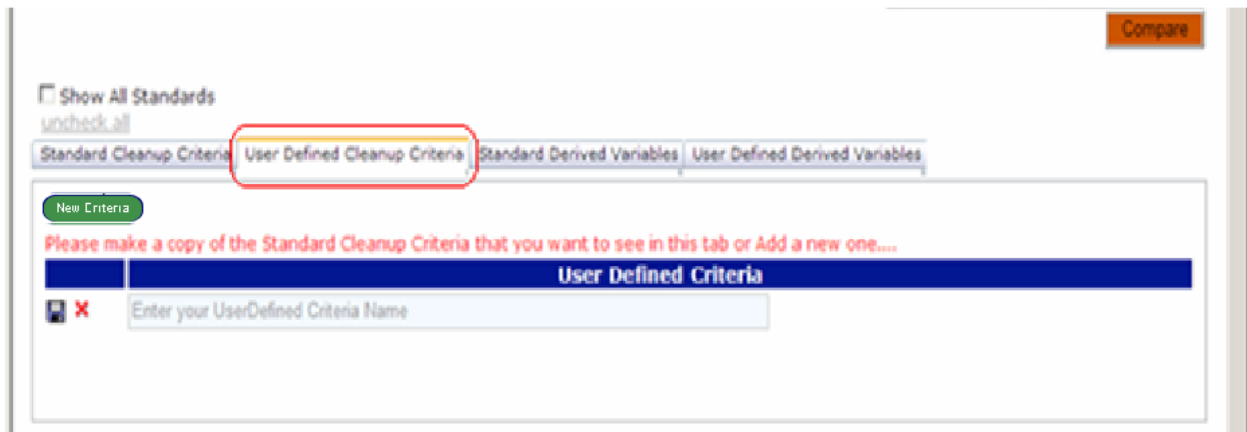 Compare
Show All Standards
uncheck all
Standard Cleanup Criteria User Defined Cleanup Criteria Standard Derived Variables User Defined Derived Variables
New Criteria
Please make a copy of the Standard Cleanup Criteria that you want to see in this tab or Add a new one....
User Defined Criteria
Enter your UserDefined Criteria Name